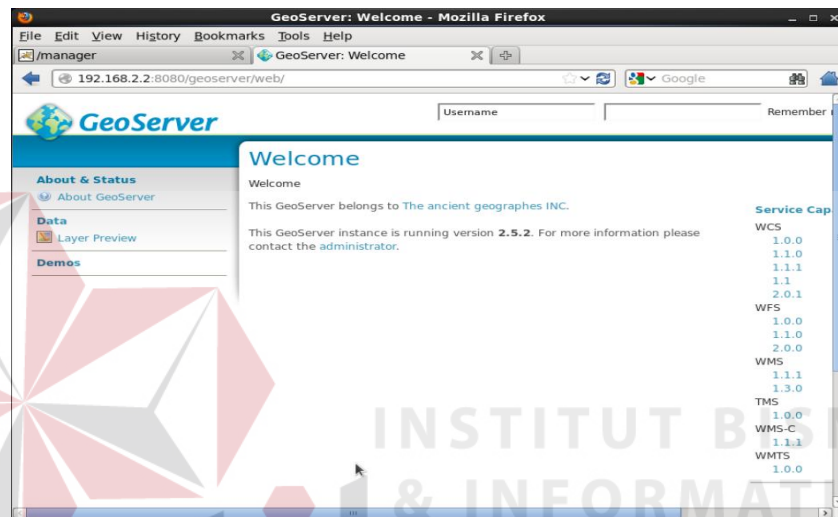 GeoServer: Welcome - Mozilla Firefox
File Edit View History Bookmarks Tools Help
/manager
GeoServer: Welcome
192.168.2.2:8080/geoserver/web/
Google
GeoServer
Username
Remember
Welcome
About & Status
About GeoServer
Data
Layer Preview
Demos
Welcome
This GeoServer belongs to The ancient geographes INC.
This GeoServer instance is running version 2.5.2. For more information please
contact the administrator.
Service Cap
WCS
1.0.0
1.1.0
1.1.1
1.1
2.0.1
WFS
1.0.0
1.1.0
2.0.0
WMS
1.1.1
1.3.0
TMS
1.0.0
WMS-C
1.1.1
WMTS
1.0.0
INSTITUT BISN
& INFORMATI